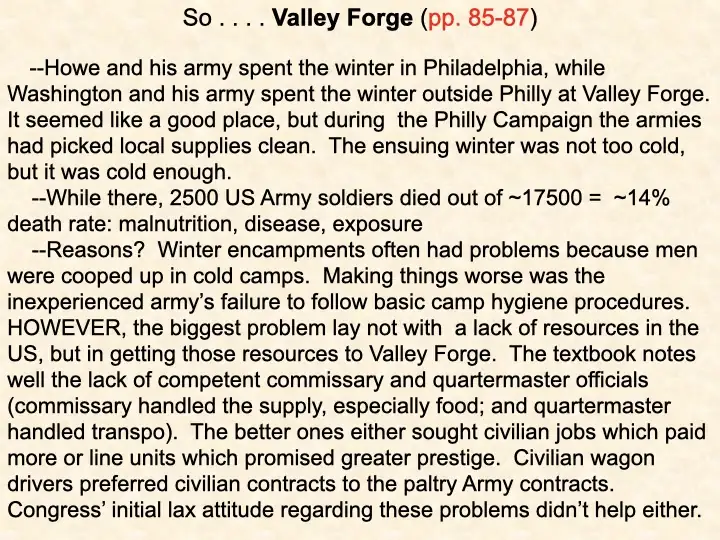 So . . . . Valley Forge (pp. 85-87)
--Howe and his army spent the winter in Philadelphia, while
Washington and his army spent the winter outside Philly at Valley Forge.
It seemed like a good place, but during  the Philly Campaign the armies
had picked local supplies clean.  The ensuing winter was not too cold,
but it was cold enough.
--While there, 2500 US Army soldiers died out of ~17500 =  ~14%
death rate: malnutrition, disease, exposure
--Reasons?  Winter encampments often had problems because men
were cooped up in cold camps.  Making things worse was the
inexperienced army’s failure to follow basic camp hygiene procedures.
HOWEVER, the biggest problem lay not with  a lack of resources in the
US, but in getting those resources to Valley Forge.  The textbook notes
well the lack of competent commissary and quartermaster officials
(commissary handled the supply, especially food; and quartermaster
handled transpo).  The better ones either sought civilian jobs which paid
more or line units which promised greater prestige.  Civilian wagon
drivers preferred civilian contracts to the paltry Army contracts.
Congress’ initial lax attitude regarding these problems didn’t help either.